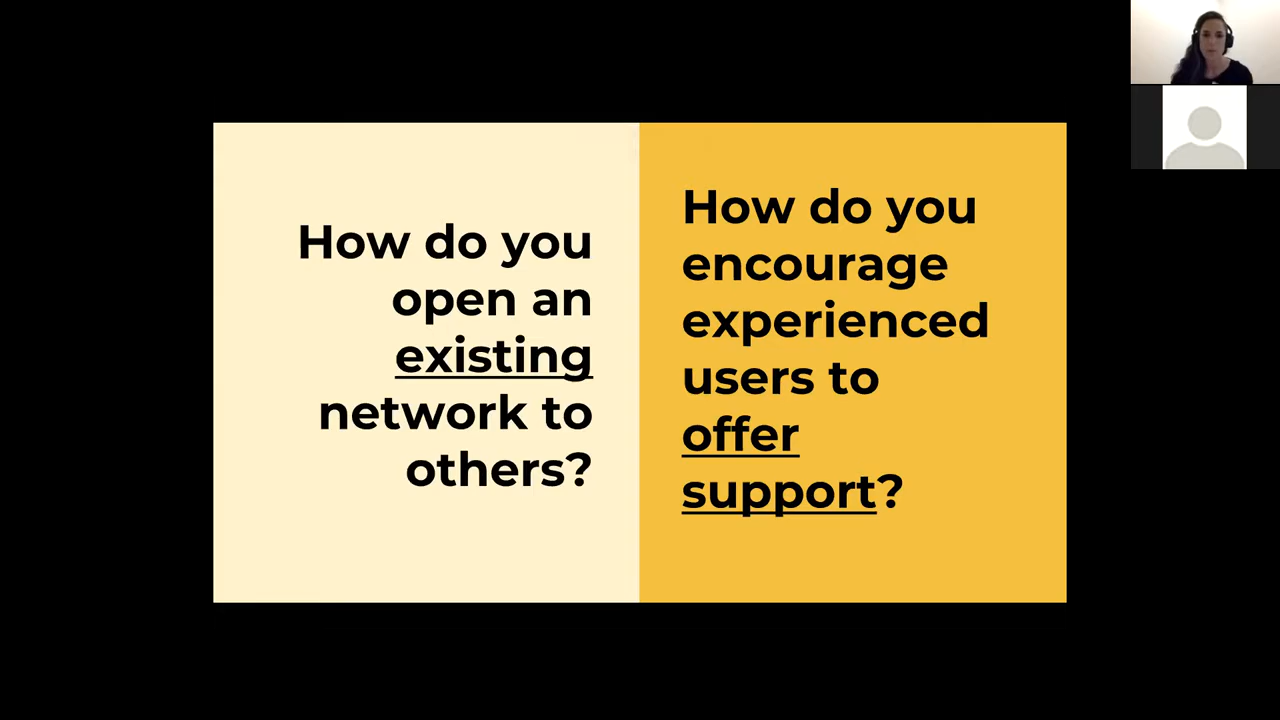 How do you
open an
existing
network to
others?
How do you
encourage
experienced
users to
offer
support?